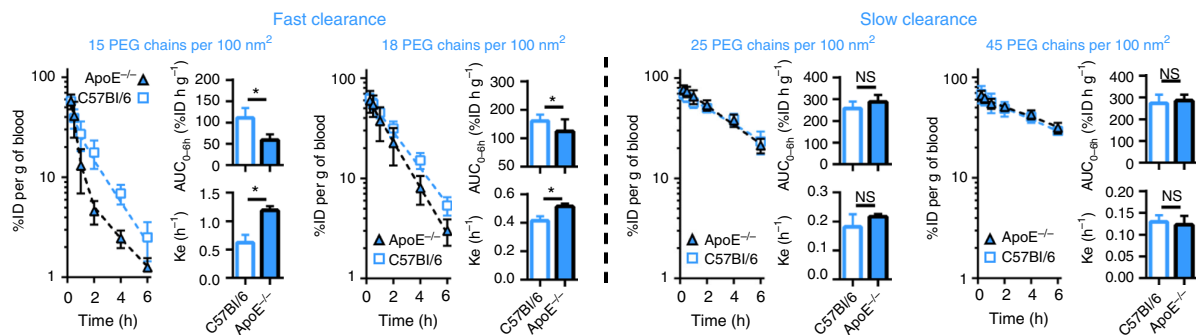 Fast clearance
Slow clearance
15 PEG chains per 100 nm²
18 PEG chains per 100 nm²
25 PEG chains per 100 nm²
45 PEG chains per 100 nm²
%ID per g of blood
100
10
1
ApoE⁻/⁻
C57Bl/6
0 2 4 6
Time (h)
AUC₀₋₆ₕ (%ID h g⁻¹)
200
150
100
50
0
*
Ke (h⁻¹)
1.5
1.0
0.5
0.0
*
C57Bl/6
ApoE⁻/⁻
%ID per g of blood
100
10
1
ApoE⁻/⁻
C57Bl/6
0 2 4 6
Time (h)
AUC₀₋₆ₕ (%ID h g⁻¹)
300
200
100
50
*
Ke (h⁻¹)
0.6
0.4
0.2
0.0
*
C57Bl/6
ApoE⁻/⁻
%ID per g of blood
100
10
1
ApoE⁻/⁻
C57Bl/6
0 2 4 6
Time (h)
AUC₀₋₆ₕ (%ID h g⁻¹)
400
300
200
100
0
NS
Ke (h⁻¹)
0.3
0.2
0.1
0.0
NS
C57Bl/6
ApoE⁻/⁻
%ID per g of blood
100
10
1
ApoE⁻/⁻
C57Bl/6
0 2 4 6
Time (h)
AUC₀₋₆ₕ (%ID h g⁻¹)
400
300
200
100
0
NS
Ke (h⁻¹)
0.20
0.15
0.10
0.05
0.00
NS
C57Bl/6
ApoE⁻/⁻